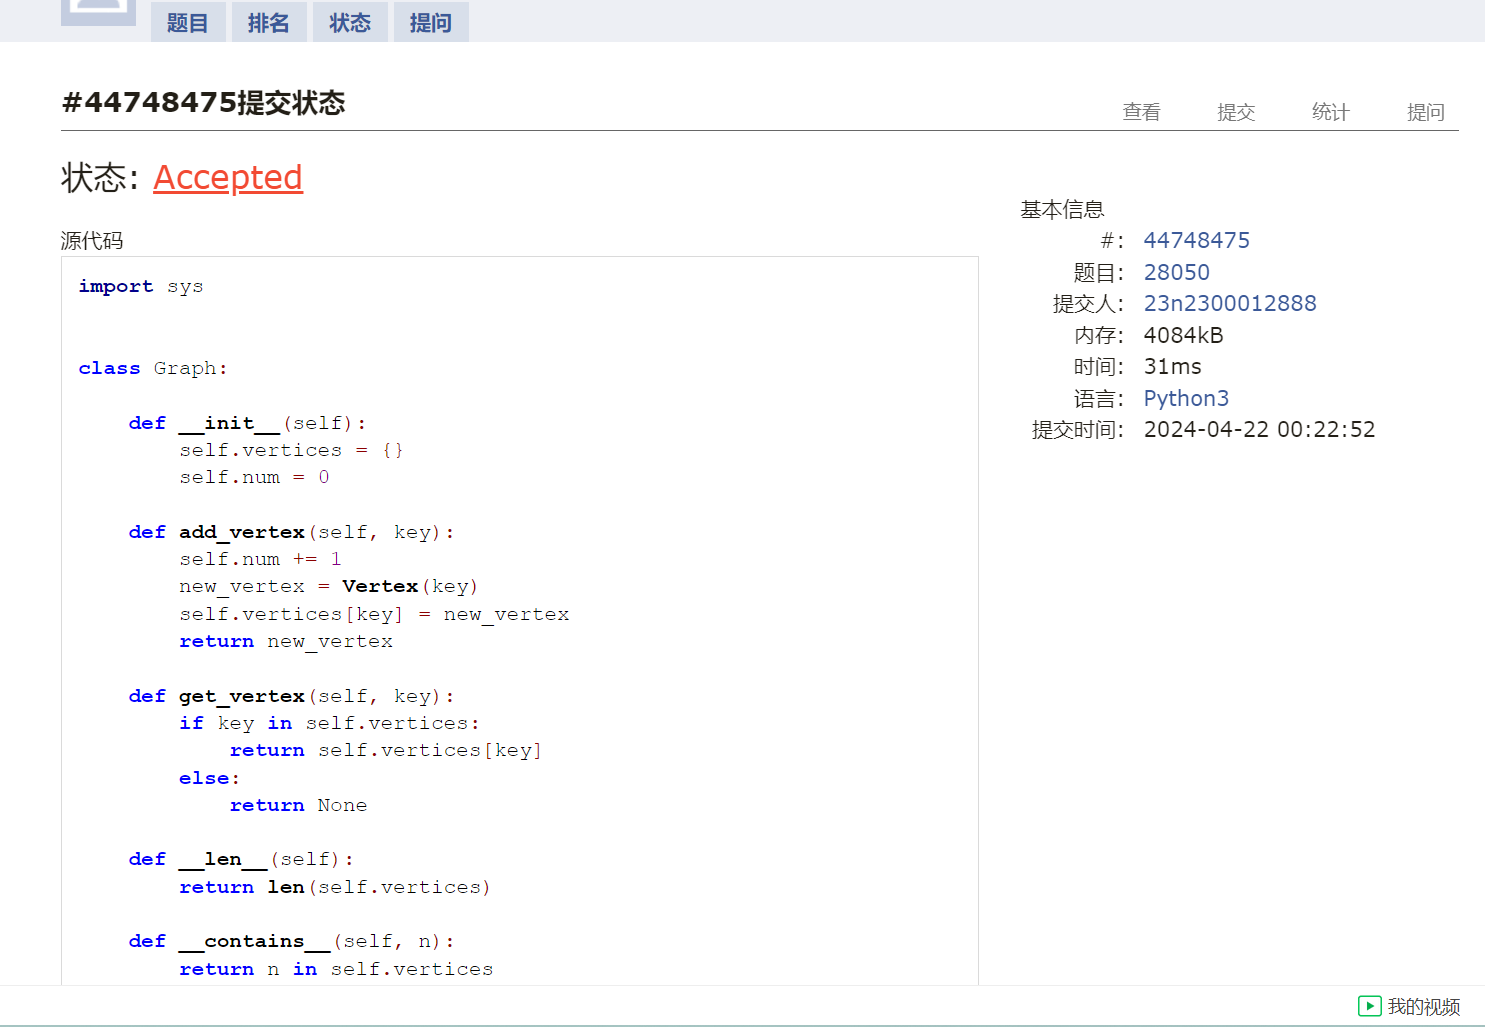 题目 排名 状态 提问
#44748475提交状态
查看 提交 统计 提问
状态: Accepted
源代码
import sys
class Graph:
def __init__(self):
self.vertices = {}
self.num = 0
def add_vertex(self, key):
self.num += 1
new_vertex = Vertex(key)
self.vertices[key] = new_vertex
return new_vertex
def get_vertex(self, key):
if key in self.vertices:
return self.vertices[key]
else:
return None
def __len__(self):
return len(self.vertices)
def __contains__(self, n):
return n in self.vertices
基本信息
#: 44748475
题目: 28050
提交人: 23n2300012888
内存: 4084kB
时间: 31ms
语言: Python3
提交时间: 2024-04-22 00:22:52
我的视频